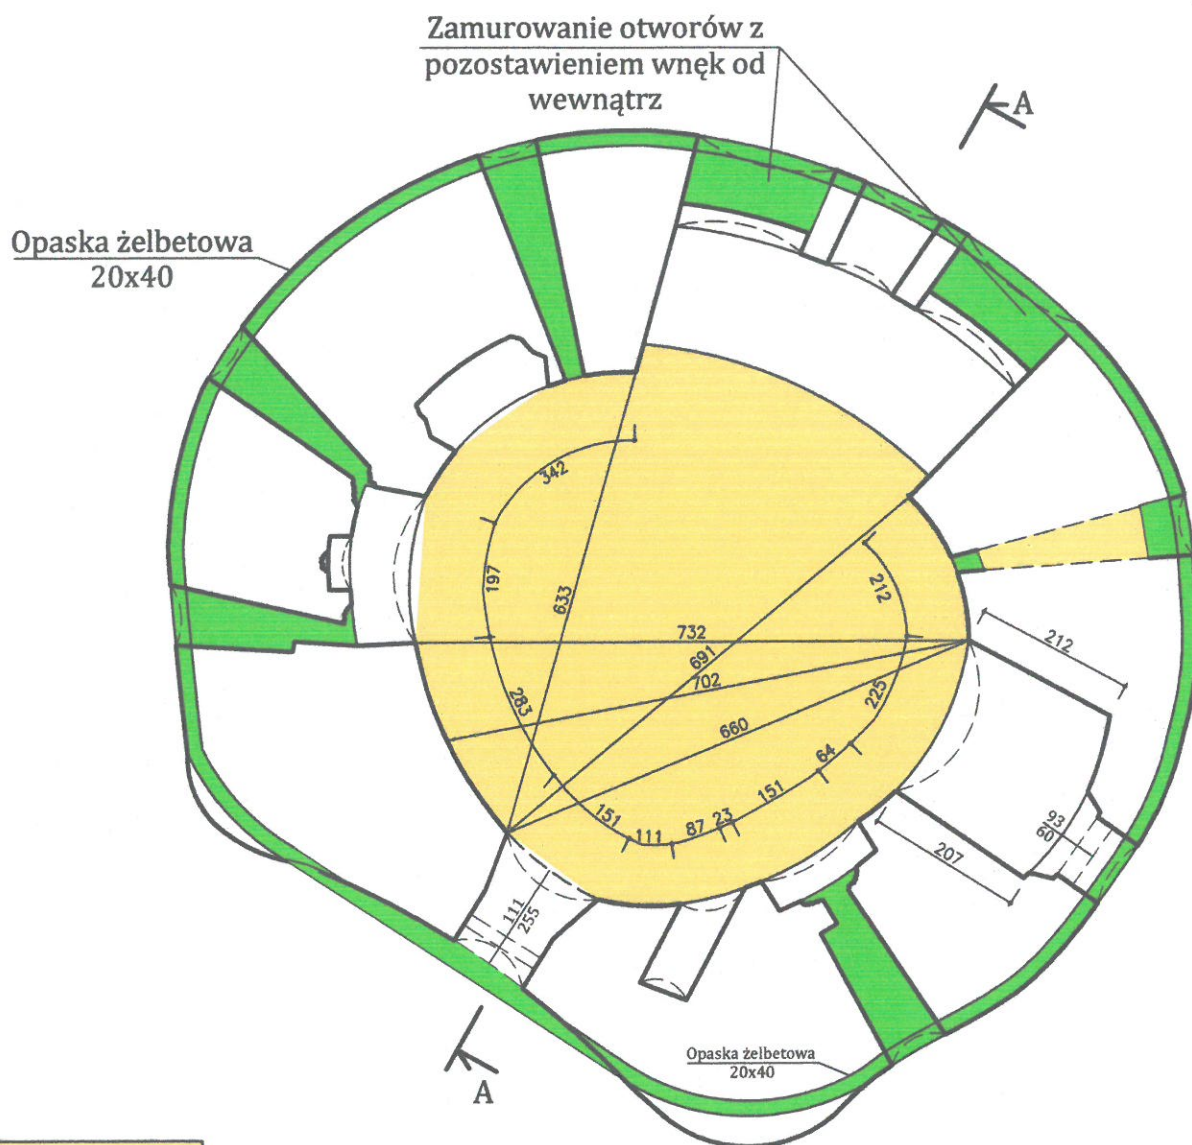 Zamurowanie otworów z
pozostawieniem wnęk od
wewnątrz
A
Opaska żelbetowa
20x40
342
197
633
212
732
691
702
212
283
660
225
64
151
151
23
87
111
93
60
207
111
255
Opaska żelbetowa
20x40
A